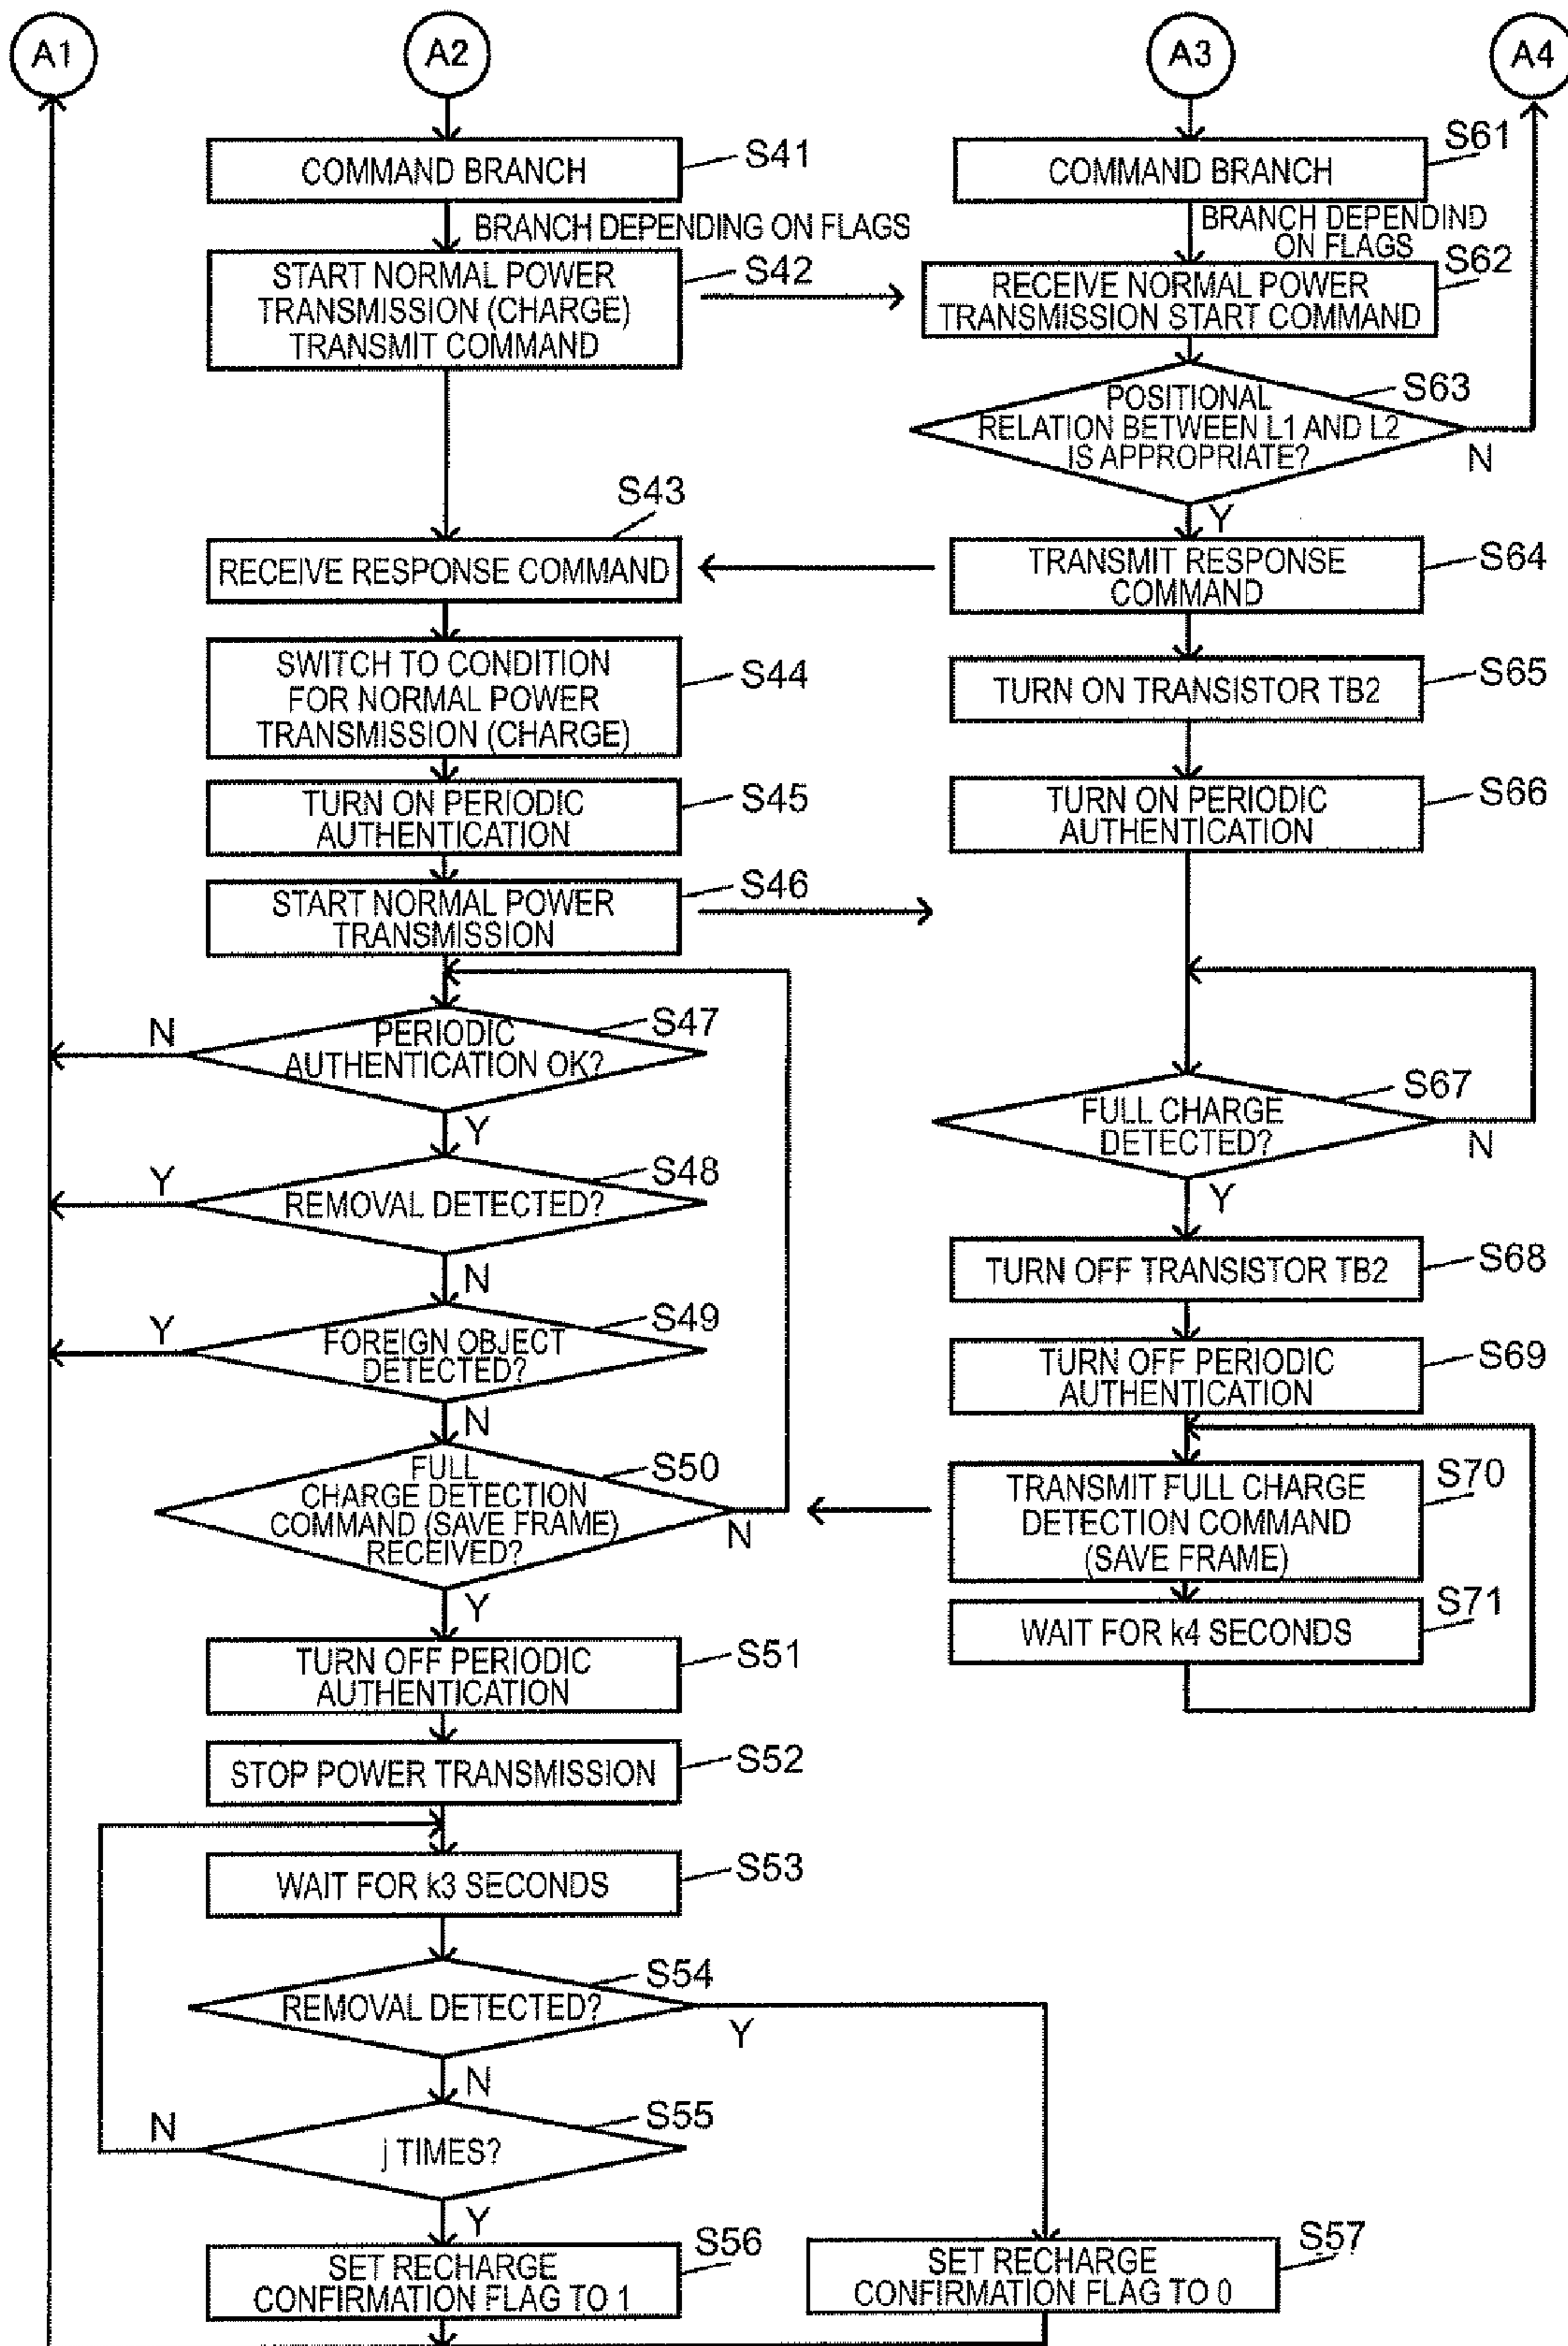 A1
A2
A3
A4
COMMAND BRANCH
S41
BRANCH DEPENDING ON FLAGS
START NORMAL POWER
TRANSMISSION (CHARGE)
TRANSMIT COMMAND
S42
S43
RECEIVE RESPONSE COMMAND
SWITCH TO CONDITION
FOR NORMAL POWER
TRANSMISSION (CHARGE)
S44
TURN ON PERIODIC
AUTHENTICATION
S45
START NORMAL POWER
TRANSMISSION
S46
PERIODIC
AUTHENTICATION OK?
S47
N
Y
REMOVAL DETECTED?
S48
Y
N
FOREIGN OBJECT
DETECTED?
S49
Y
N
FULL
CHARGE DETECTION
COMMAND (SAVE FRAME)
RECEIVED?
S50
N
Y
TURN OFF PERIODIC
AUTHENTICATION
S51
STOP POWER TRANSMISSION
S52
WAIT FOR k3 SECONDS
S53
REMOVAL DETECTED?
S54
Y
N
j TIMES?
S55
N
Y
SET RECHARGE
CONFIRMATION FLAG TO 1
S56
SET RECHARGE
CONFIRMATION FLAG TO 0
S57
COMMAND BRANCH
S61
BRANCH DEPENDIND
ON FLAGS
RECEIVE NORMAL POWER
TRANSMISSION START COMMAND
S62
POSITIONAL
RELATION BETWEEN L1 AND L2
IS APPROPRIATE?
S63
N
Y
TRANSMIT RESPONSE
COMMAND
S64
TURN ON TRANSISTOR TB2
S65
TURN ON PERIODIC
AUTHENTICATION
S66
FULL CHARGE
DETECTED?
S67
N
Y
TURN OFF TRANSISTOR TB2
S68
TURN OFF PERIODIC
AUTHENTICATION
S69
TRANSMIT FULL CHARGE
DETECTION COMMAND
(SAVE FRAME)
S70
WAIT FOR k4 SECONDS
S71